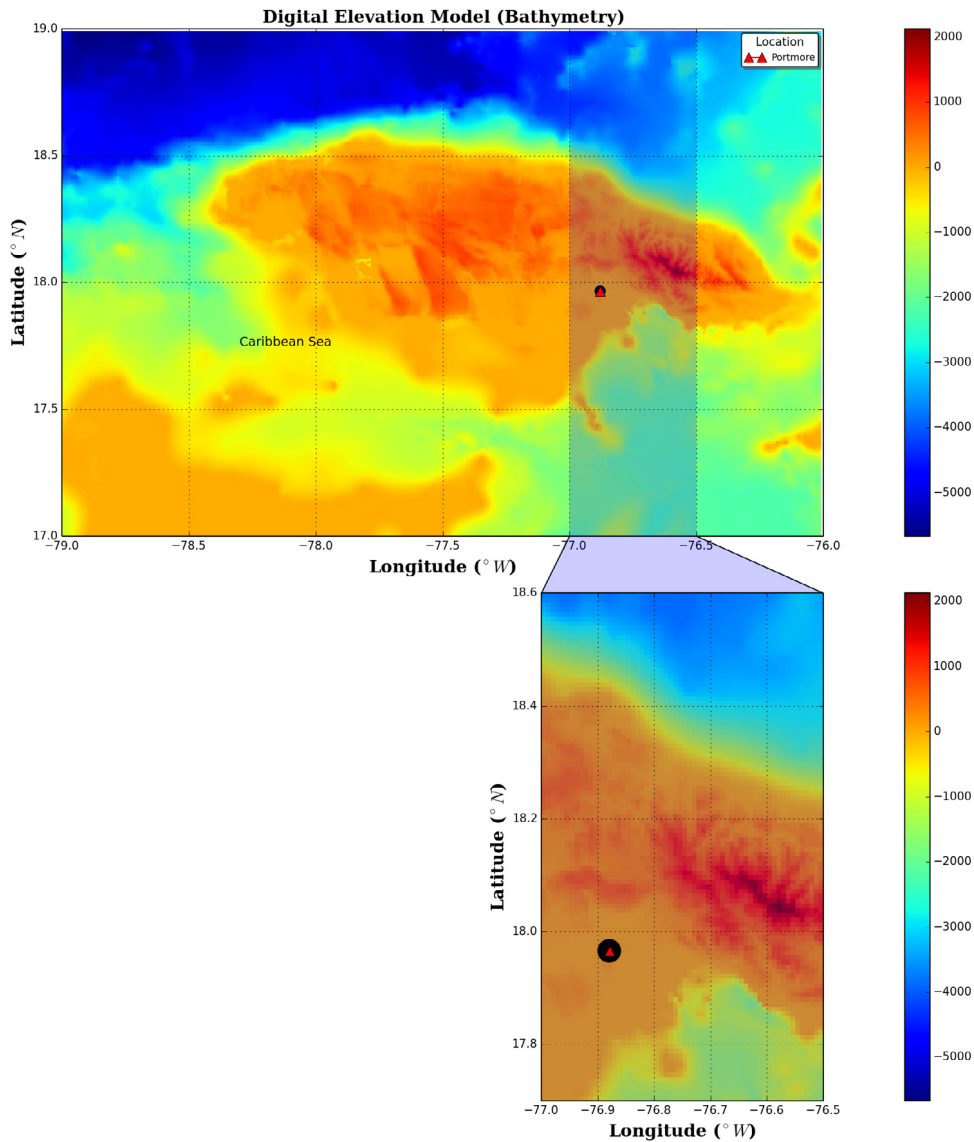 Digital Elevation Model (Bathymetry)
Location
Portmore
19.0
18.5
18.0
17.5
17.0
Latitude (° N)
Caribbean Sea
−79.0 −78.5 −78.0 −77.5 −77.0 −76.5 −76.0
Longitude (° W)
2000
1000
0
−1000
−2000
−3000
−4000
−5000
18.6
18.4
18.2
18.0
17.8
Latitude (° N)
−77.0 −76.9 −76.8 −76.7 −76.6 −76.5
Longitude (° W)
2000
1000
0
−1000
−2000
−3000
−4000
−5000